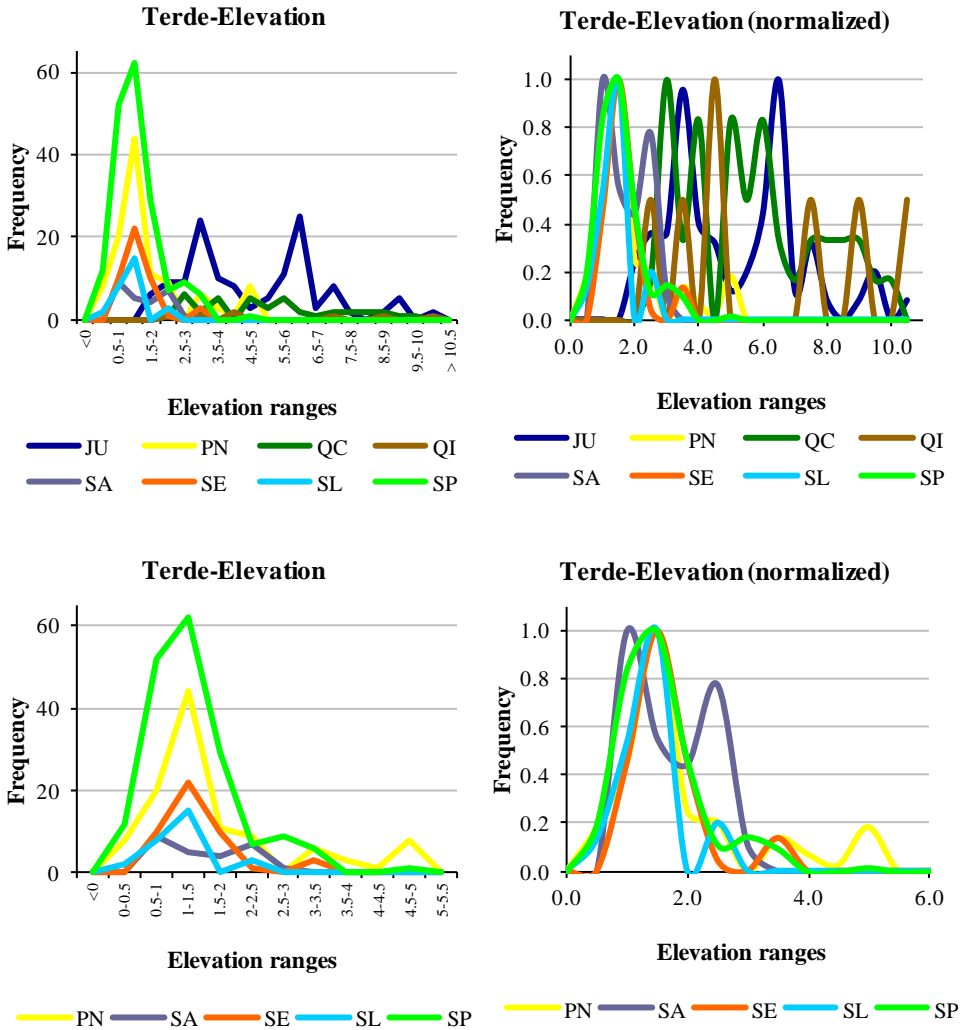 Terde-Elevation
60
40
20
0
Frequency
<0
0.5-1
1.5-2
2.5-3
3.5-4
4.5-5
5.5-6
6.5-7
7.5-8
8.5-9
9.5-10
> 10.5
Elevation ranges
JU PN QC QI
SA SE SL SP
Terde-Elevation (normalized)
1.0
0.8
0.6
0.4
0.2
0.0
Frequency
0.0 2.0 4.0 6.0 8.0 10.0
Elevation ranges
JU PN QC QI
SA SE SL SP
Terde-Elevation
60
40
20
0
Frequency
<0
0-0.5
0.5-1
1-1.5
1.5-2
2-2.5
2.5-3
3-3.5
3.5-4
4-4.5
4.5-5
5-5.5
Elevation ranges
PN SA SE SL SP
Terde-Elevation (normalized)
1.0
0.8
0.6
0.4
0.2
0.0
Frequency
0.0 2.0 4.0 6.0
Elevation ranges
PN SA SE SL SP